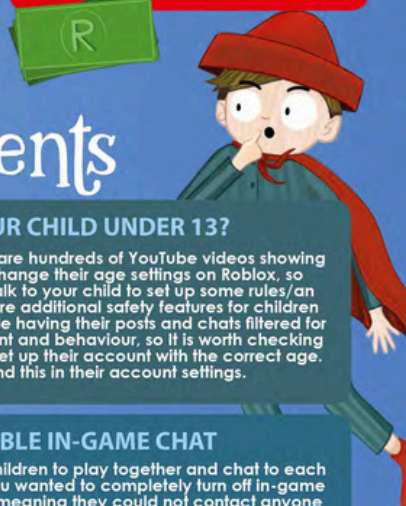 R
ents
UR CHILD UNDER 13?
are hundreds of YouTube videos showing
hange their age settings on Roblox, so
alk to your child to set up some rules/an
re additional safety features for children
e having their posts and chats filtered for
nt and behaviour, so It is worth checking
et up their account with the correct age.
nd this in their account settings.
BLE IN-GAME CHAT
hildren to play together and chat to each
u wanted to completely turn off in-game
meaning they could not contact anyone